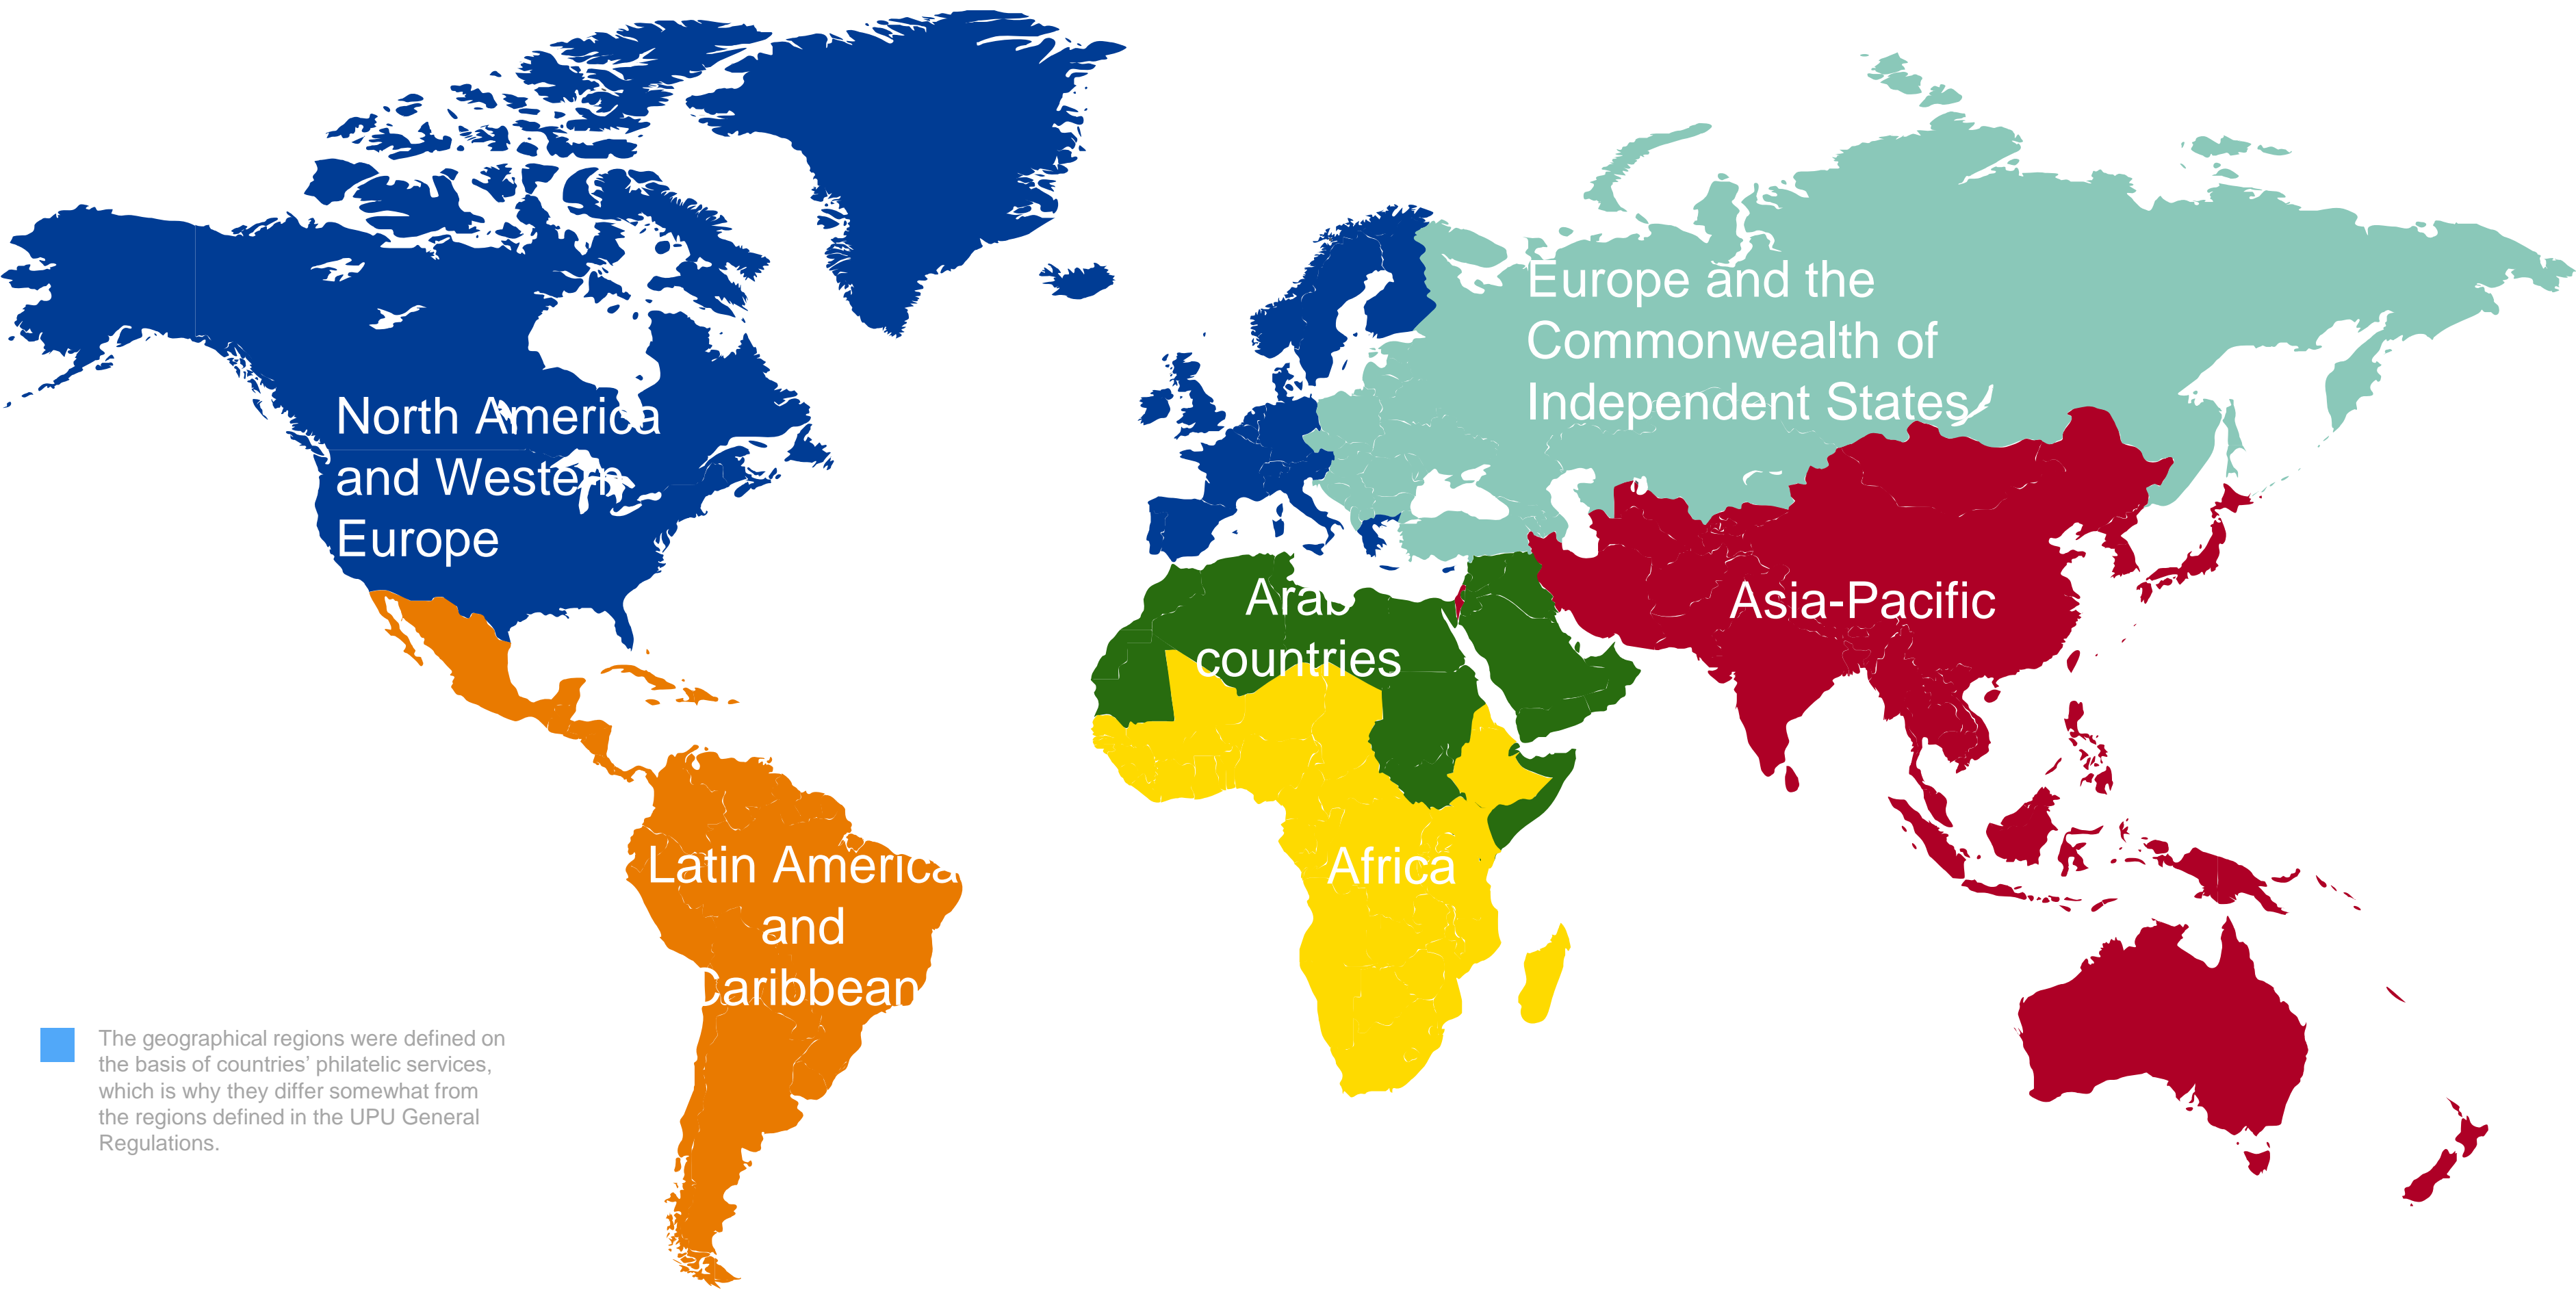 North America
and Western
Europe
Europe and the
Commonwealth of
Independent States
Arab
countries
Asia-Pacific
Africa
Latin America
and
Caribbean
The geographical regions were defined on
the basis of countries’ philatelic services,
which is why they differ somewhat from
the regions defined in the UPU General
Regulations.